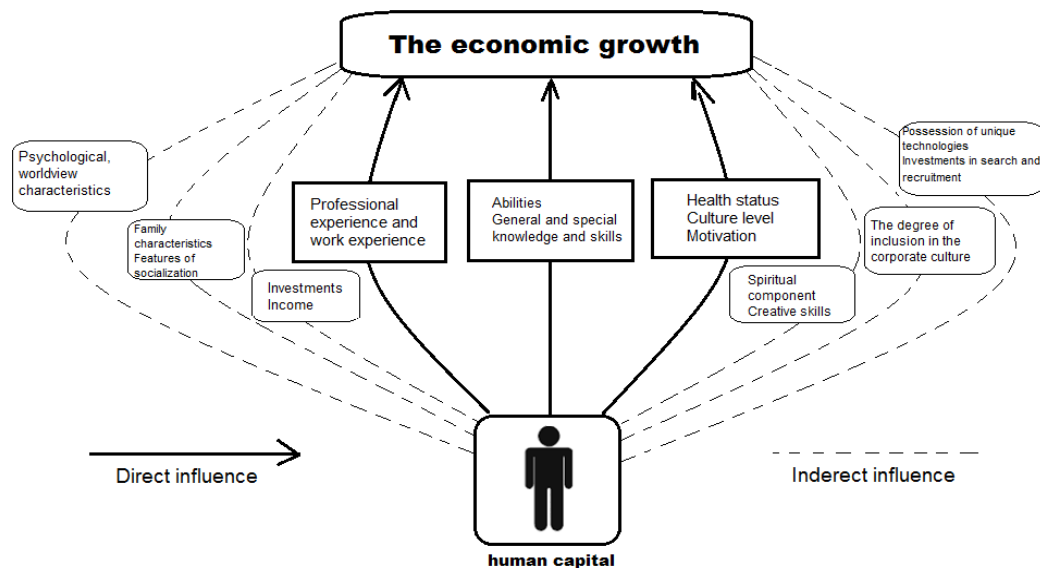 The economic growth
Psychological,
worldview
characteristics
Family
characteristics
Features of
socialization
Investments
Income
Professional
experience and
work experience
Abilities
General and special
knowledge and skills
Health status
Culture level
Motivation
Spiritual
component
Creative skills
The degree of
inclusion in the
corporate culture
Possession of unique
technologies
Investments in search and
recruitment
Direct influence
Inderect influence
human capital